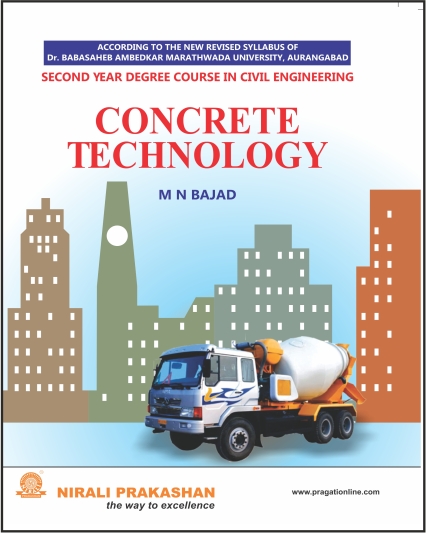 ACCORDING TO THE NEW REVISED SYLLABUS OF
Dr. BABASAHEB AMBEDKAR MARATHWADA UNIVERSITY, AURANGABAD
SECOND YEAR DEGREE COURSE IN CIVIL ENGINEERING
CONCRETE
TECHNOLOGY
M N BAJAD
NIRALI PRAKASHAN
the way to excellence
www.pragationline.com